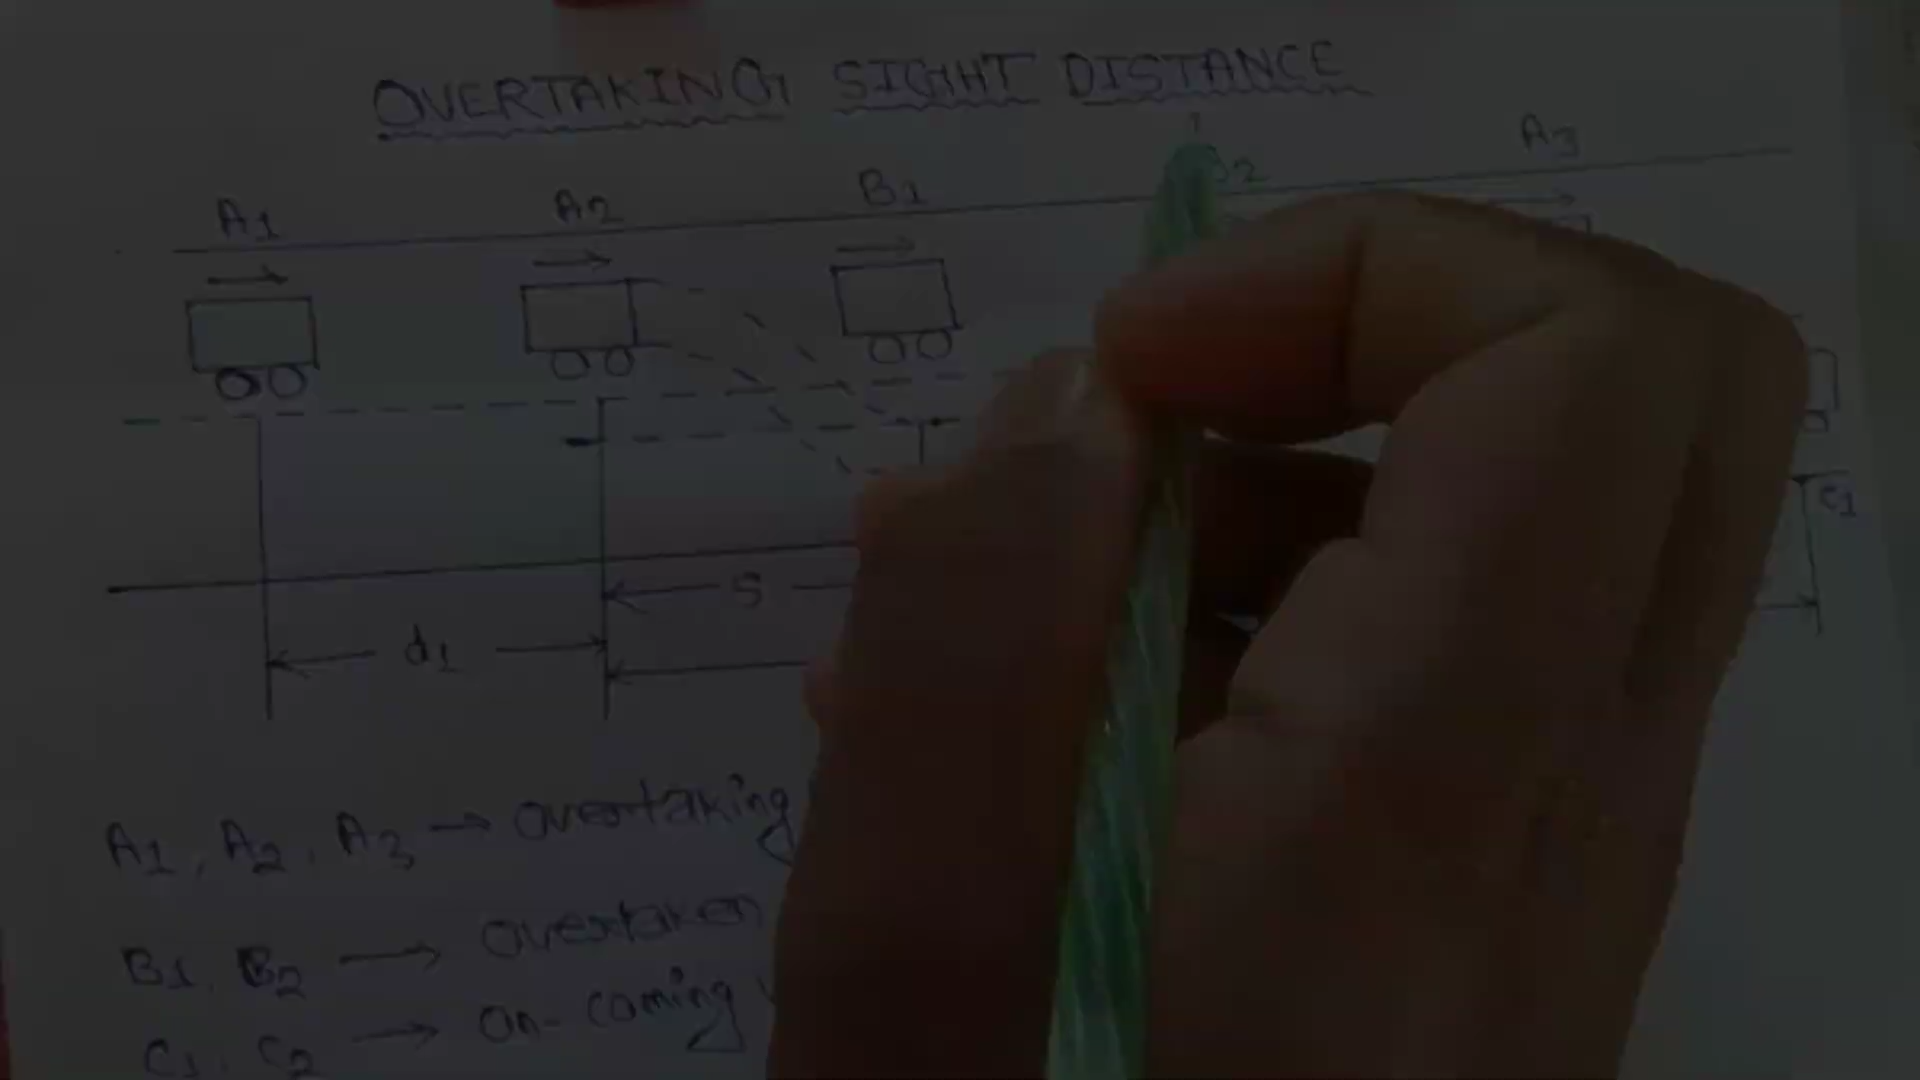 OVERTAKING SIGHT DISTANCE
A1 A2 B1 2 A3
C1
S
d1
A1, A2, A3 → overtaking
B1, B2 → overtaken
C1, C2 → on-coming